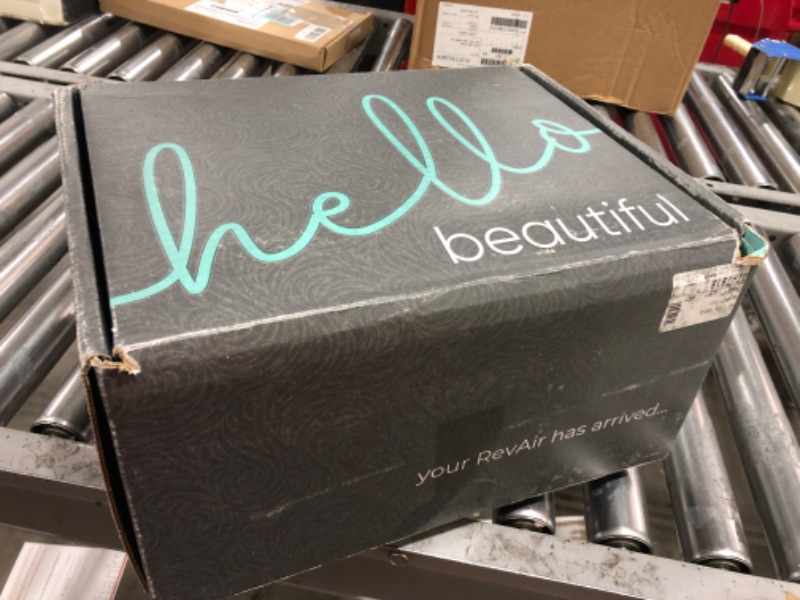 hello
beautiful
your RevAir has arrived...